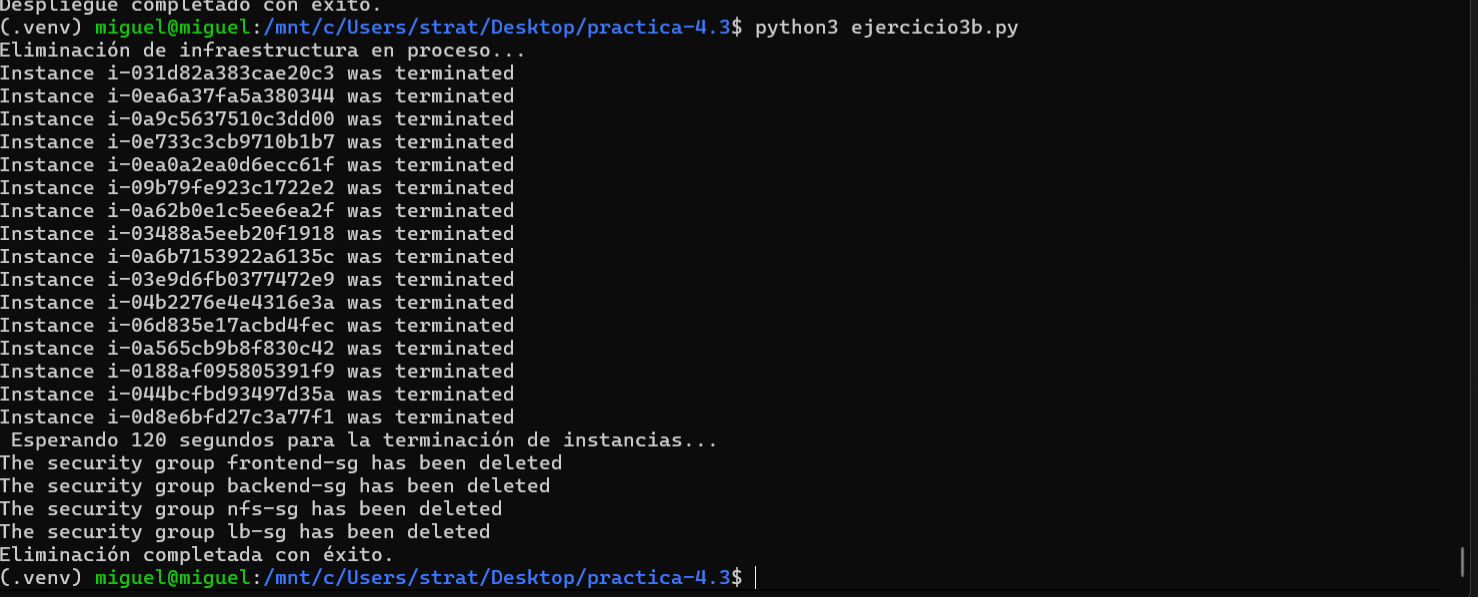 Despliegue completado con éxito.
(.venv) miguel@miguel:/mnt/c/Users/strat/Desktop/practica-4.3$ python3 ejercicio3b.py
Eliminación de infraestructura en proceso...
Instance i-031d82a383cae20c3 was terminated
Instance i-0ea6a37fa5a380344 was terminated
Instance i-0a9c5637510c3dd00 was terminated
Instance i-0e733c3cb9710b1b7 was terminated
Instance i-0ea0a2ea0d6ecc61f was terminated
Instance i-09b79fe923c1722e2 was terminated
Instance i-0a62b0e1c5ee6ea2f was terminated
Instance i-03488a5eeb20f1918 was terminated
Instance i-0a6b7153922a6135c was terminated
Instance i-03e9d6fb0377472e9 was terminated
Instance i-04b2276e4e4316e3a was terminated
Instance i-06d835e17acbd4fec was terminated
Instance i-0a565cb9b8f830c42 was terminated
Instance i-0188af095805391f9 was terminated
Instance i-044bcfbd93497d35a was terminated
Instance i-0d8e6bfd27c3a77f1 was terminated
Esperando 120 segundos para la terminación de instancias...
The security group frontend-sg has been deleted
The security group backend-sg has been deleted
The security group nfs-sg has been deleted
The security group lb-sg has been deleted
Eliminación completada con éxito.
(.venv) miguel@miguel:/mnt/c/Users/strat/Desktop/practica-4.3$